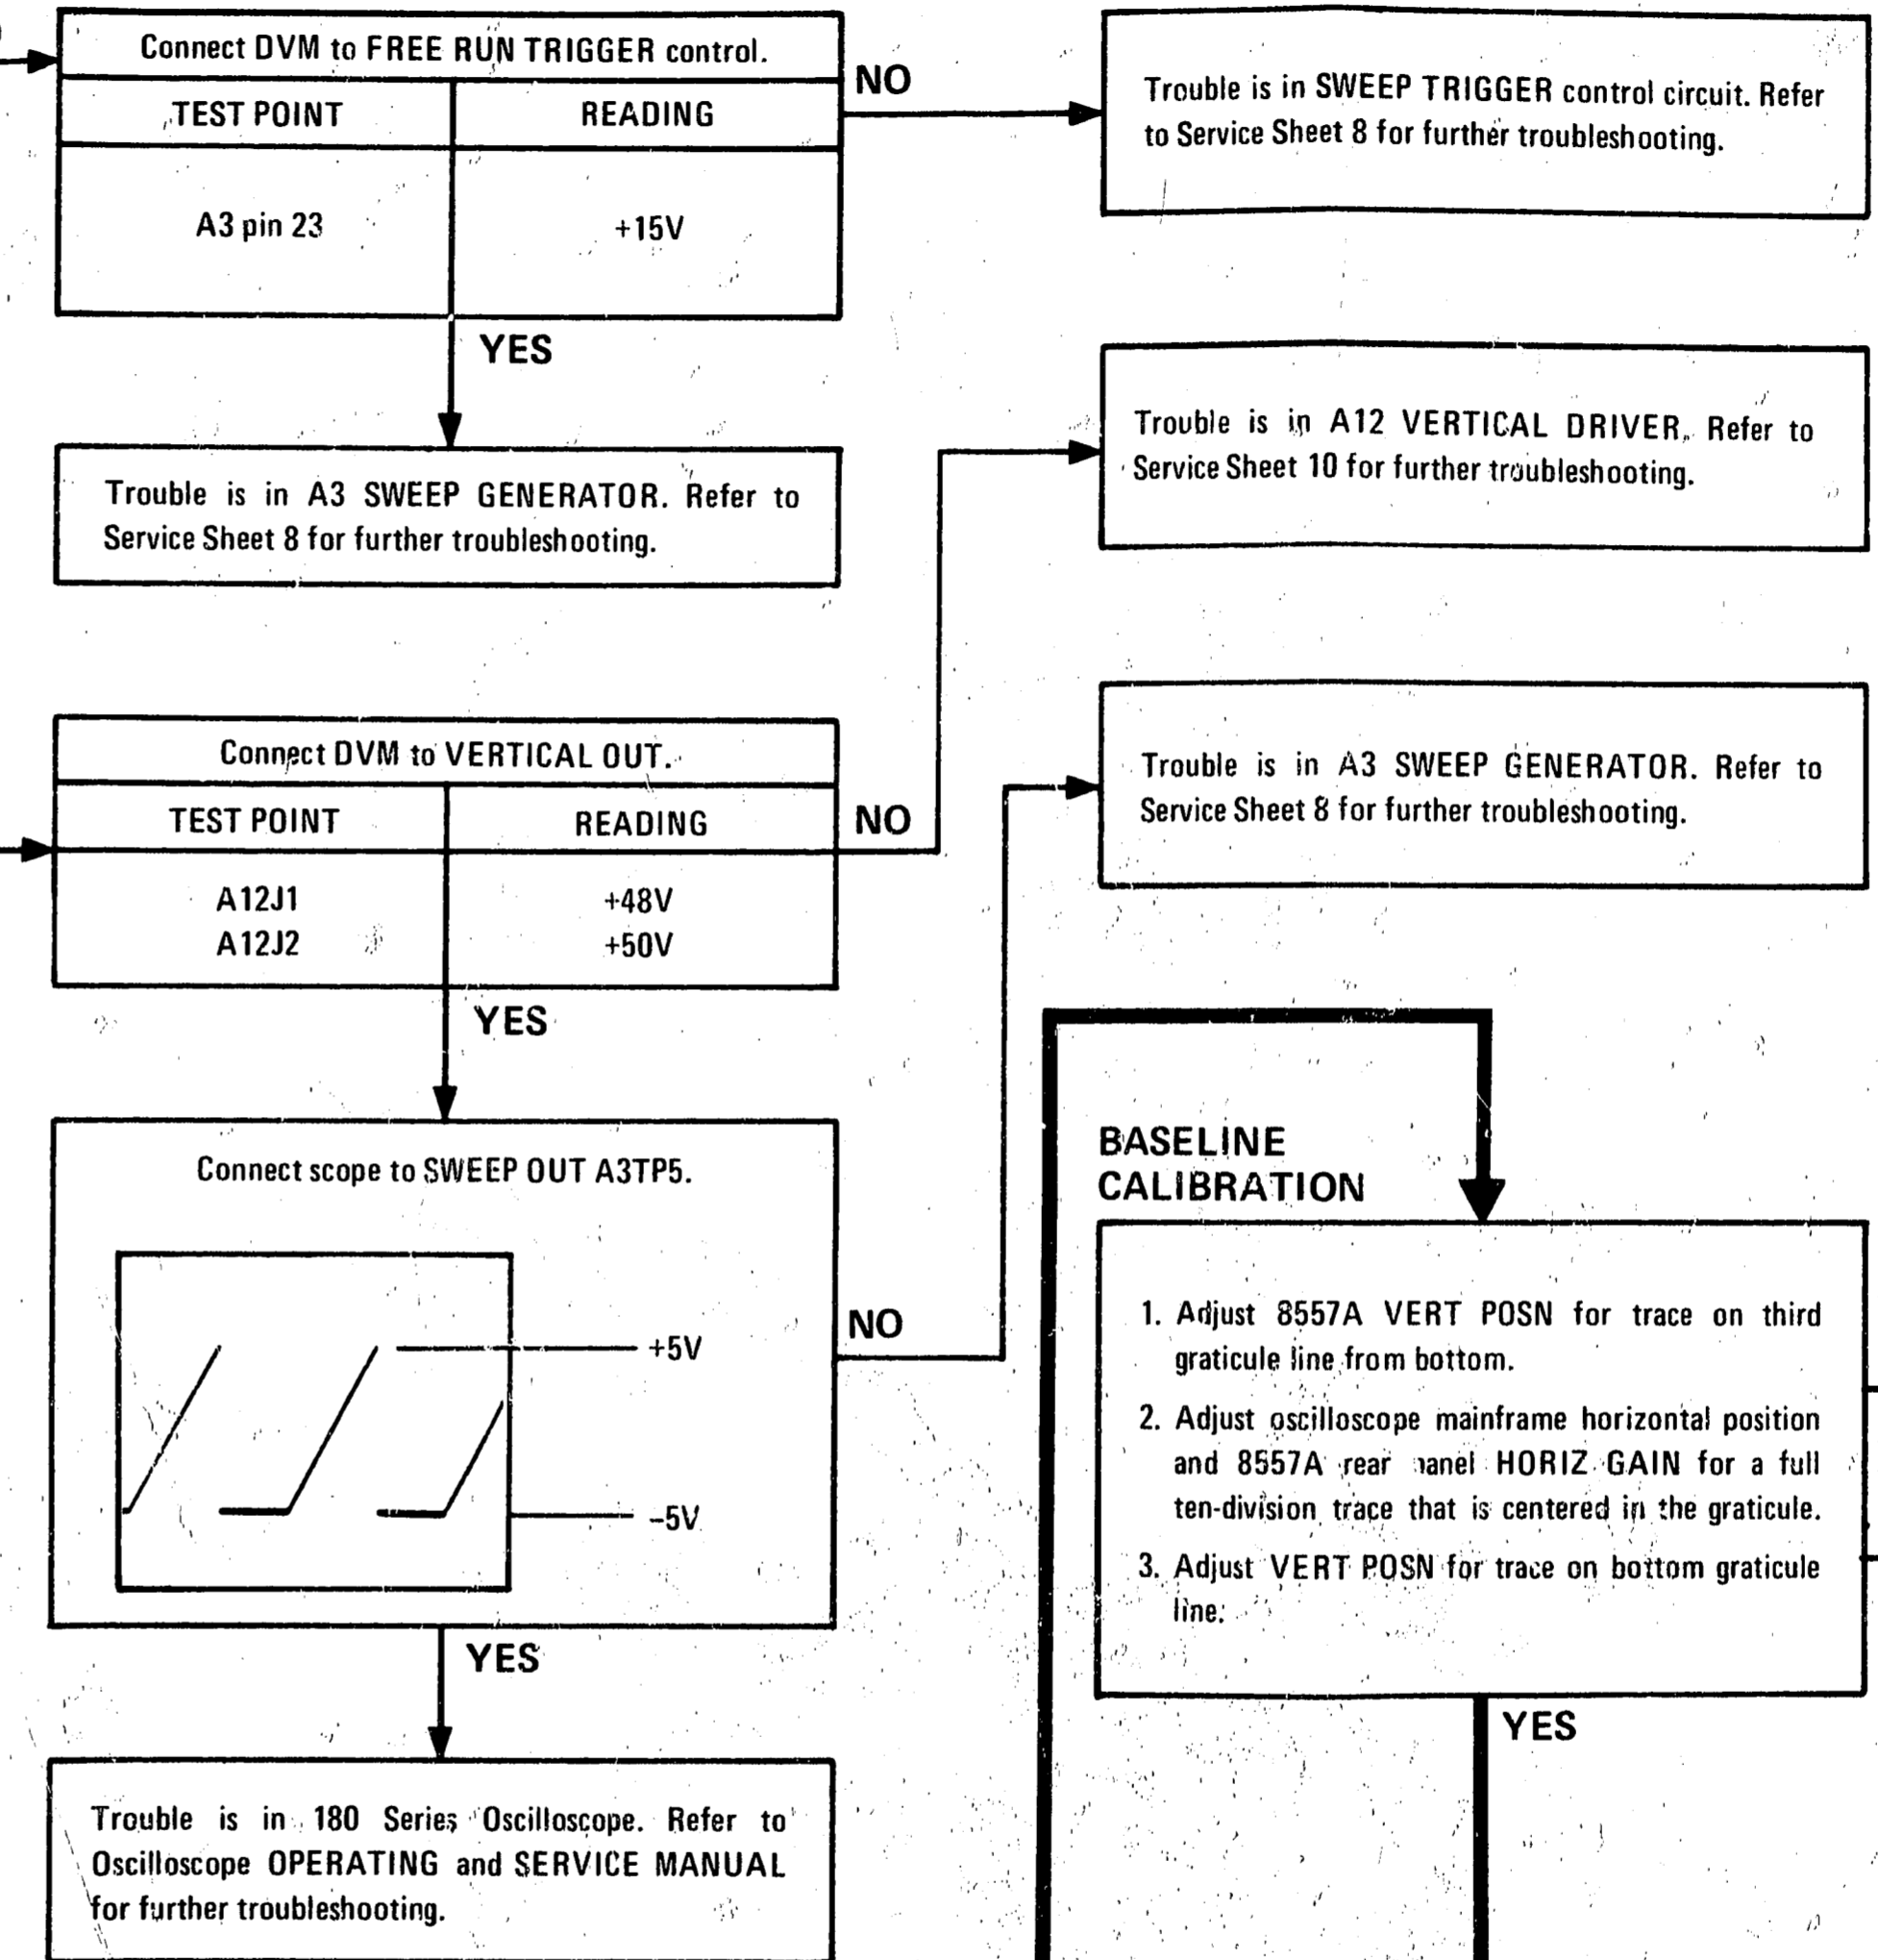 Connect DVM to FREE RUN TRIGGER control.
TEST POINT
READING
A3 pin 23
+15V
NO
YES
Trouble is in SWEEP TRIGGER control circuit. Refer
to Service Sheet 8 for further troubleshooting.
Trouble is in A3 SWEEP GENERATOR. Refer to
Service Sheet 8 for further troubleshooting.
Trouble is in A12 VERTICAL DRIVER. Refer to
Service Sheet 10 for further troubleshooting.
Connect DVM to VERTICAL OUT.
TEST POINT
READING
A12J1
+48V
A12J2
+50V
NO
YES
Trouble is in A3 SWEEP GENERATOR. Refer to
Service Sheet 8 for further troubleshooting.
Connect scope to SWEEP OUT A3TP5.
+5V
-5V
NO
YES
Trouble is in 180 Series Oscilloscope. Refer to
Oscilloscope OPERATING and SERVICE MANUAL
for further troubleshooting.
BASELINE
CALIBRATION
1. Adjust 8557A VERT POSN for trace on third
graticule line from bottom.
2. Adjust oscilloscope mainframe horizontal position
and 8557A rear panel HORIZ GAIN for a full
ten-division trace that is centered in the graticule.
3. Adjust VERT POSN for trace on bottom graticule
line.
YES